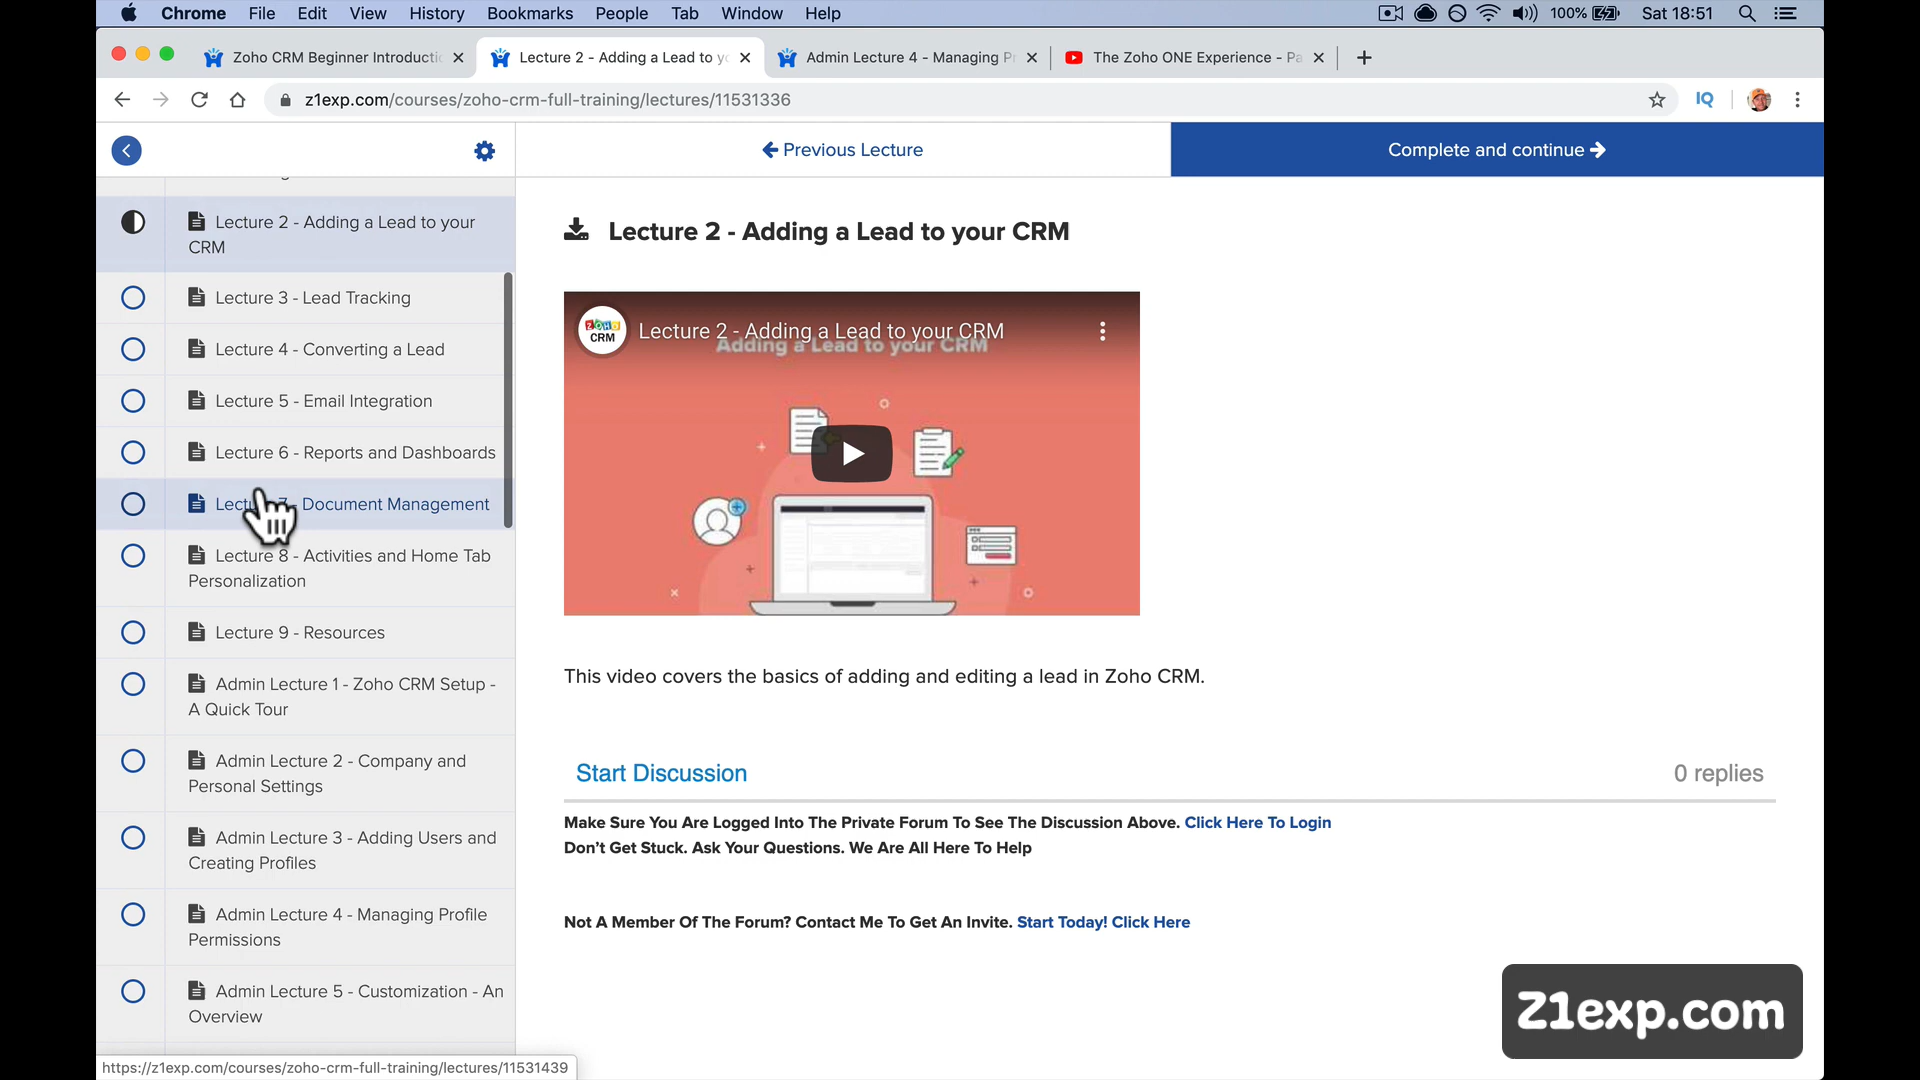 Chrome File Edit View History Bookmarks People Tab Window Help 100% Sat 18:51
Zoho CRM Beginner Introductio Lecture 2 - Adding a Lead to yo Admin Lecture 4 - Managing Pr The Zoho ONE Experience - Pa
z1exp.com/courses/zoho-crm-full-training/lectures/11531336 IQ
Previous Lecture
Complete and continue
Lecture 2 - Adding a Lead to your
CRM
Lecture 3 - Lead Tracking
Lecture 4 - Converting a Lead
Lecture 5 - Email Integration
Lecture 6 - Reports and Dashboards
Lecture 7 - Document Management
Lecture 8 - Activities and Home Tab
Personalization
Lecture 9 - Resources
Admin Lecture 1 - Zoho CRM Setup -
A Quick Tour
Admin Lecture 2 - Company and
Personal Settings
Admin Lecture 3 - Adding Users and
Creating Profiles
Admin Lecture 4 - Managing Profile
Permissions
Admin Lecture 5 - Customization - An
Overview
https://z1exp.com/courses/zoho-crm-full-training/lectures/11531439
Lecture 2 - Adding a Lead to your CRM
ZOHO
CRM
Lecture 2 - Adding a Lead to your CRM
Adding a Lead to your CRM
This video covers the basics of adding and editing a lead in Zoho CRM.
Start Discussion 0 replies
Make Sure You Are Logged Into The Private Forum To See The Discussion Above. Click Here To Login
Don't Get Stuck. Ask Your Questions. We Are All Here To Help
Not A Member Of The Forum? Contact Me To Get An Invite. Start Today! Click Here
Z1exp.com